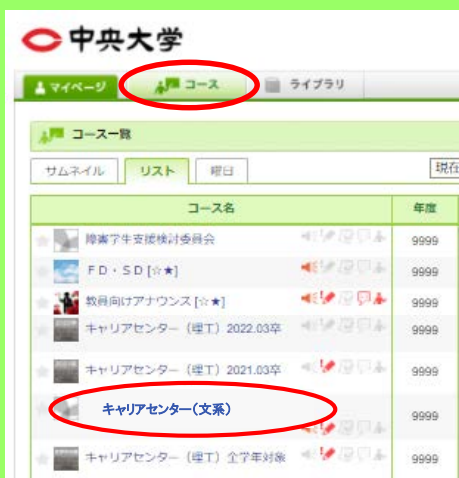 中央大学
マイページ コース ライブラリ
コース一覧
サムネイル リスト 曜日 現在
コース名 年度
障害学生支援検討委員会 9999
FD・SD [☆★] 9999
教員向けアナウンス [☆★] 9999
キャリアセンター（理工）2022.03卒 9999
キャリアセンター（理工）2021.03卒 9999
キャリアセンター（文系） 9999
キャリアセンター（理工）全学年対象 9999